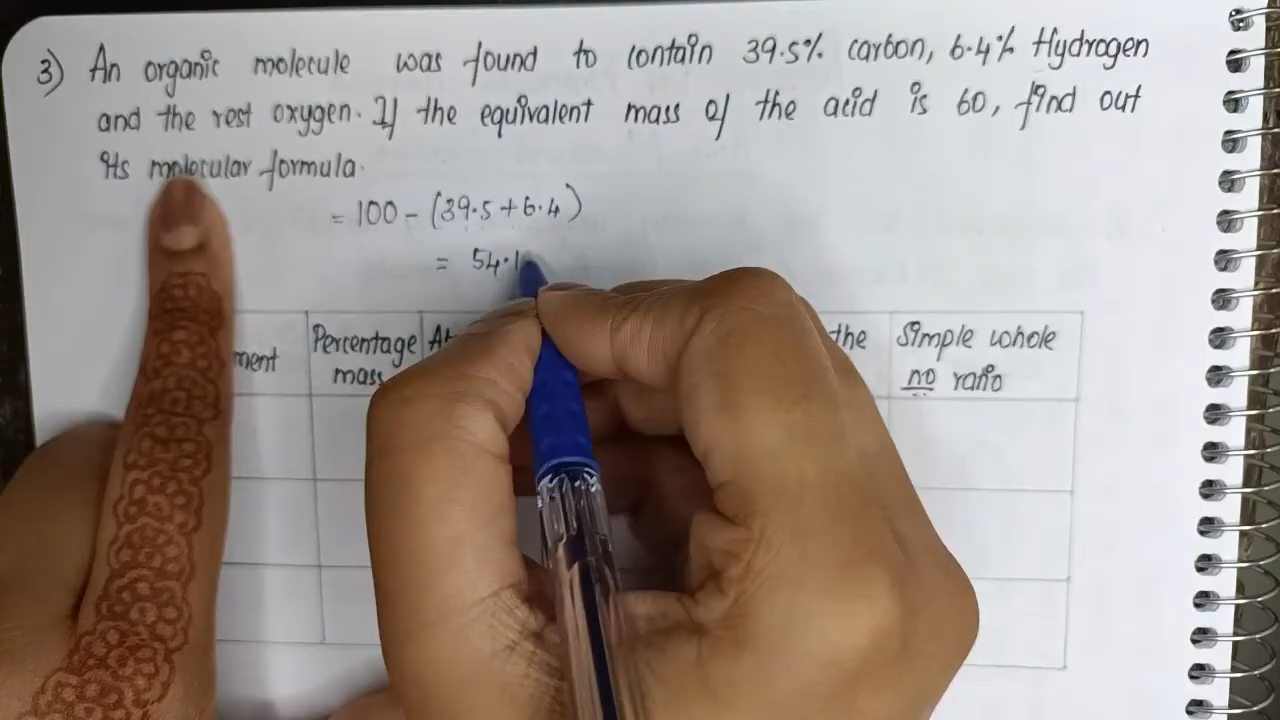 3) An organic molecule was found to contain 39.5% carbon, 6.4% Hydrogen
and the rest oxygen. If the equivalent mass of the acid is 60, find out
its molecular formula.
= 100 - (39.5 + 6.4)
= 54.1
Percentage mass the Simple whole no ratio